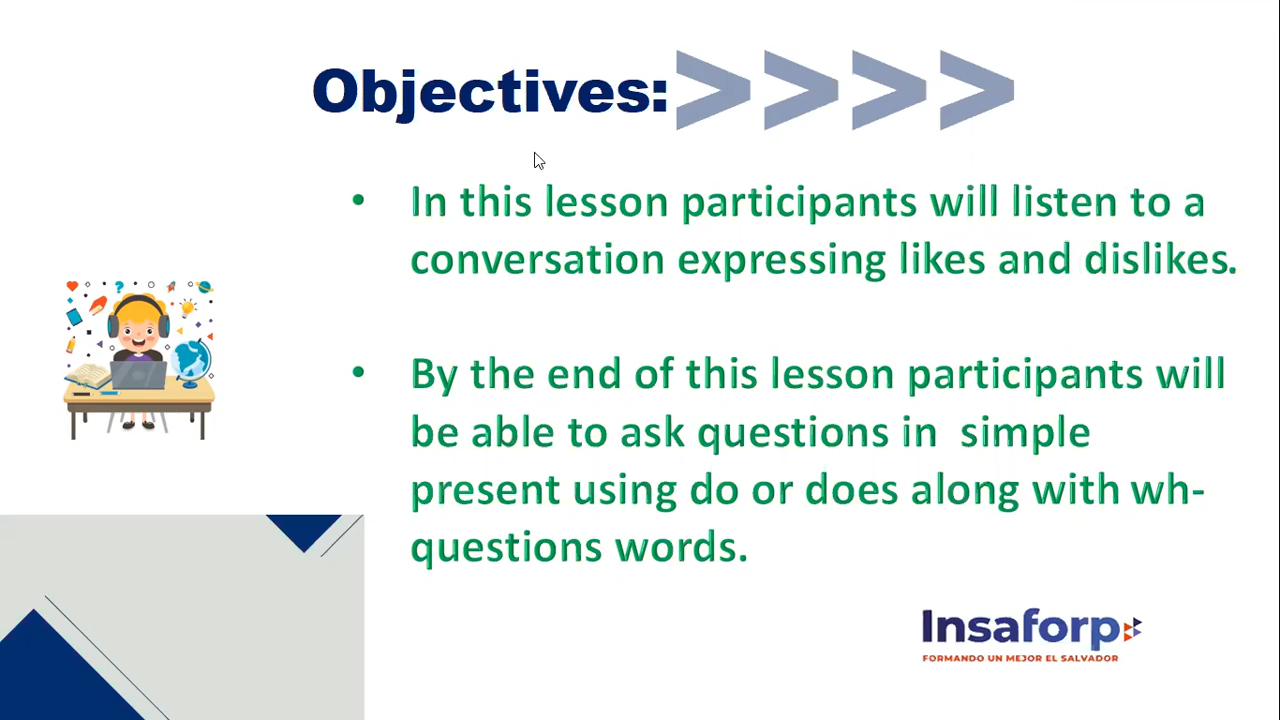 Objectives:>>>>
• In this lesson participants will listen to a
conversation expressing likes and dislikes.
• By the end of this lesson participants will
be able to ask questions in  simple
present using do or does along with wh-
questions words.
Insaforp
FORMANDO UN MEJOR EL SALVADOR